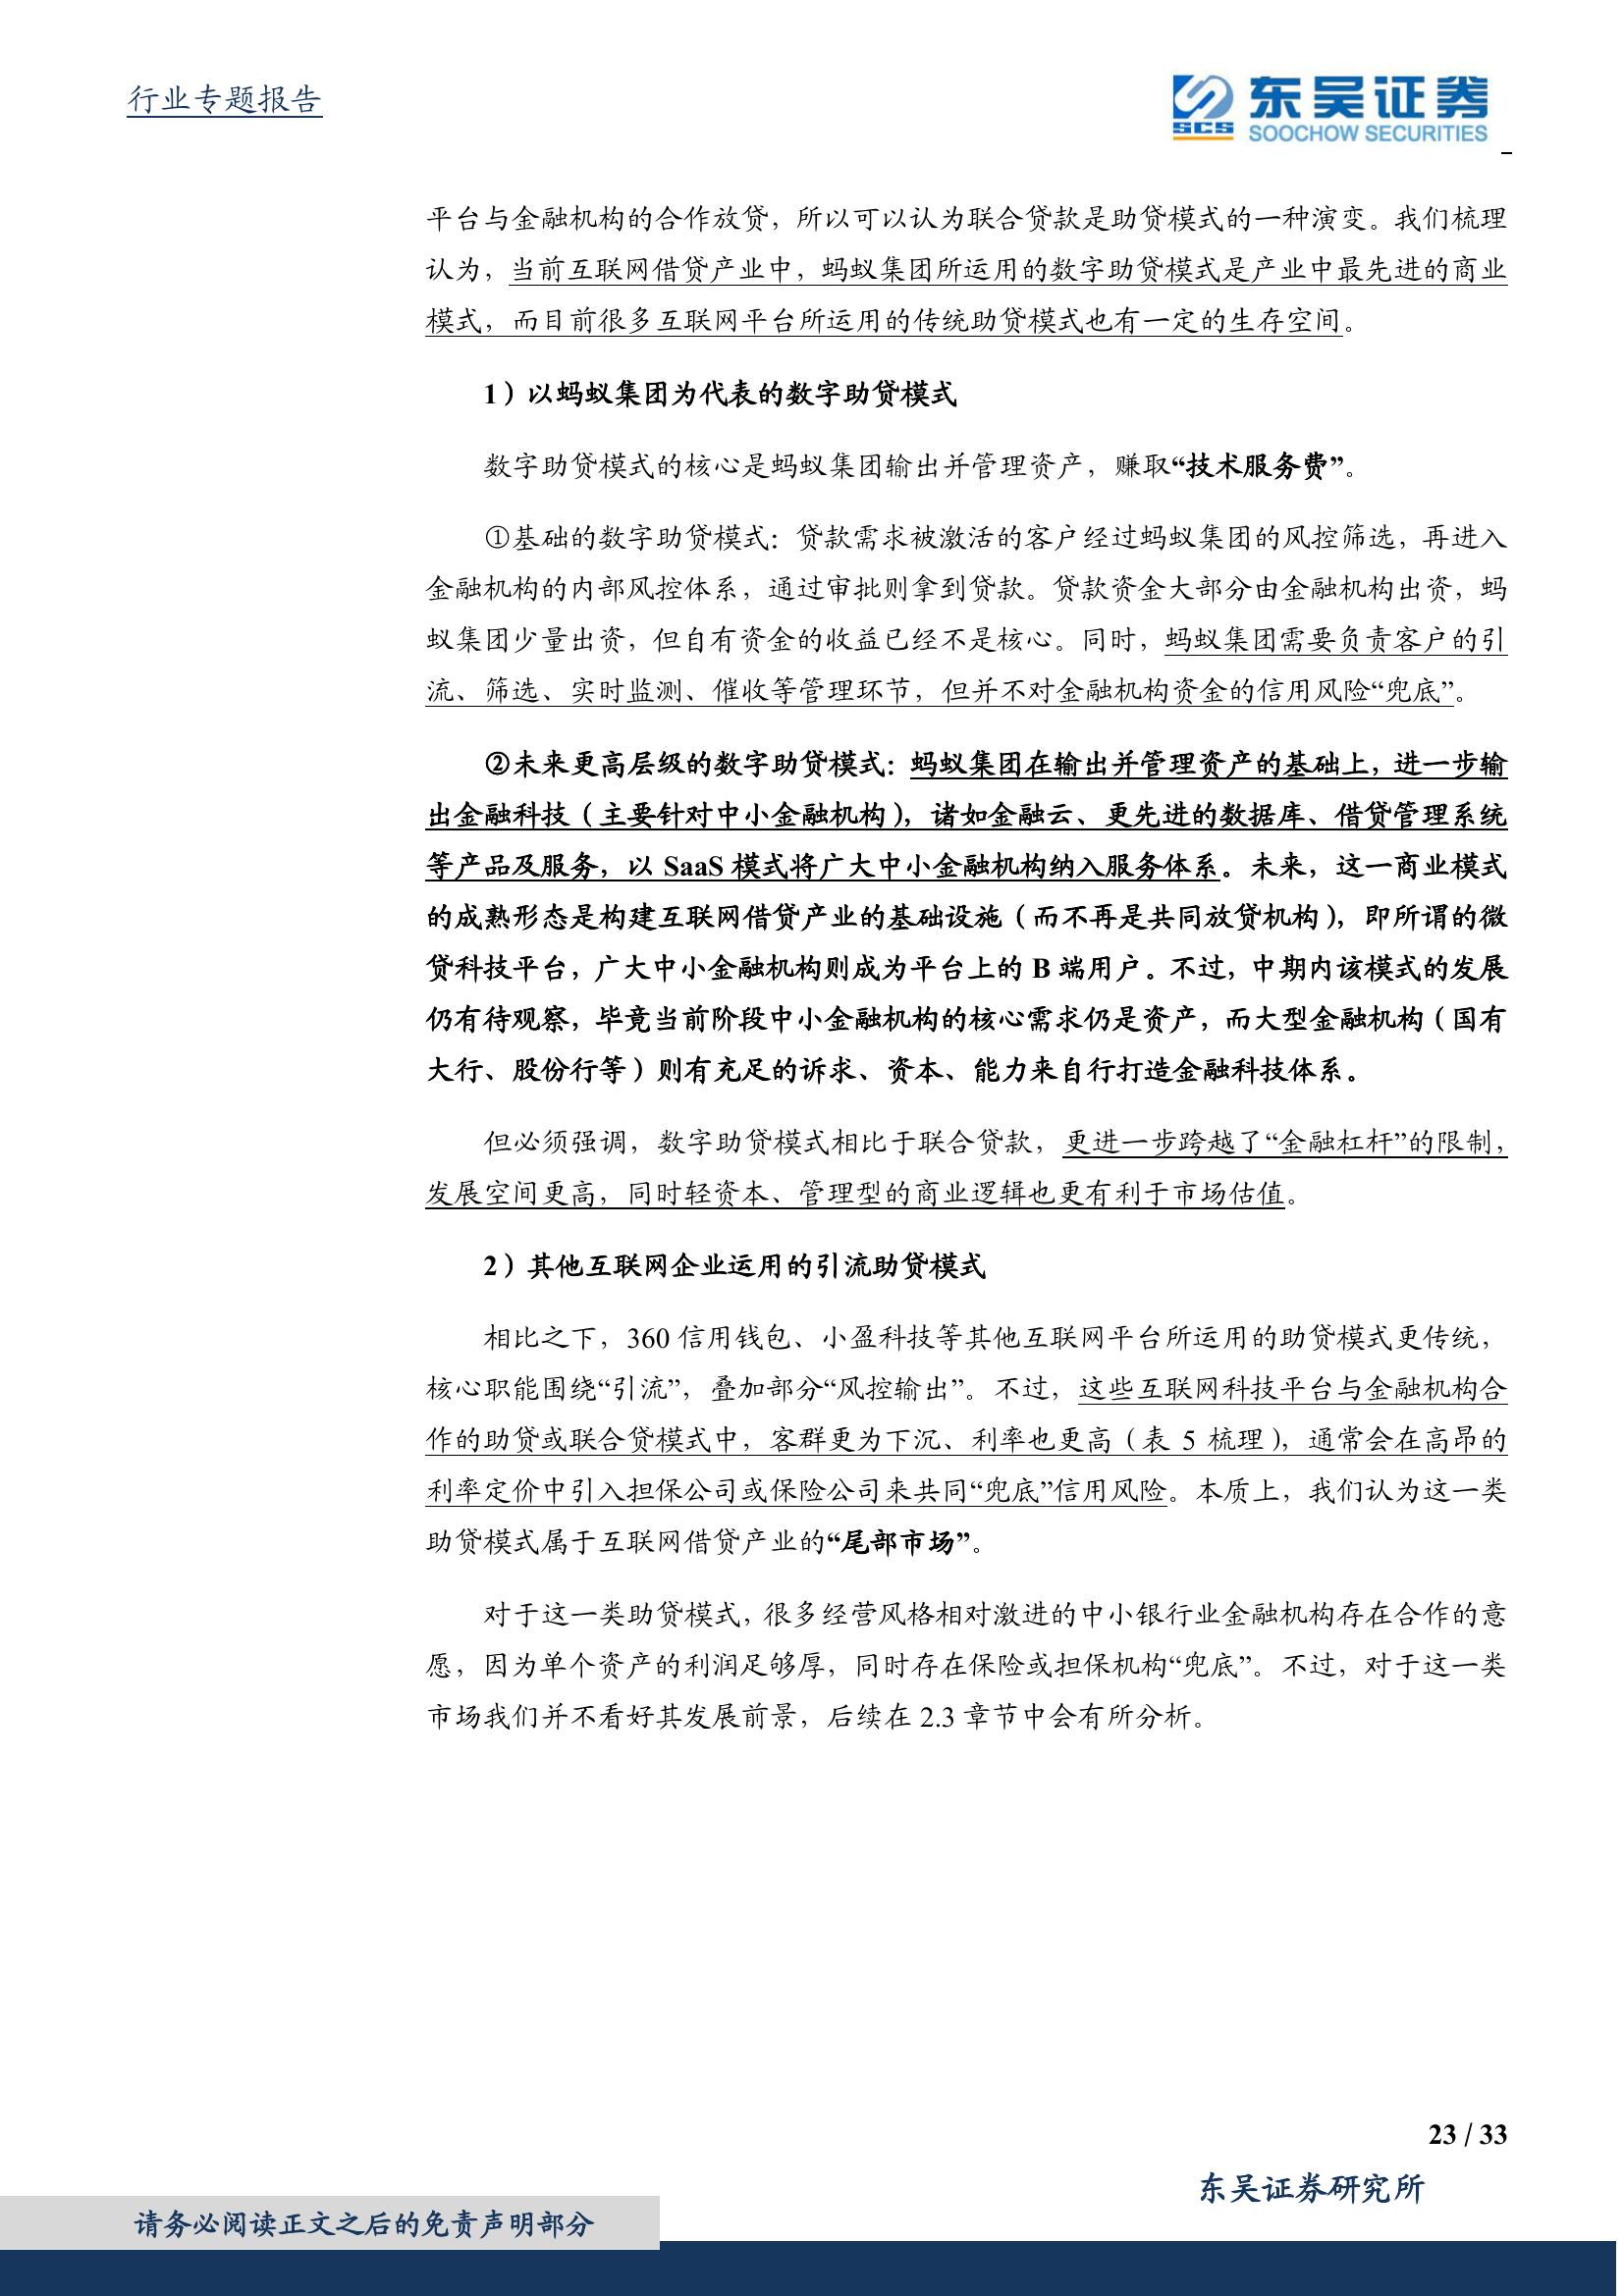 行业专题报告
SCS
东吴证券
SOOCHOW SECURITIES
平台与金融机构的合作放贷，所以可以认为联合贷款是助贷模式的一种演变。我们梳理
认为，当前互联网借贷产业中，蚂蚁集团所运用的数字助贷模式是产业中最先进的商业
模式，而目前很多互联网平台所运用的传统助贷模式也有一定的生存空间。
1）以蚂蚁集团为代表的数字助贷模式
数字助贷模式的核心是蚂蚁集团输出并管理资产，赚取“技术服务费”。
①基础的数字助贷模式：贷款需求被激活的客户经过蚂蚁集团的风控筛选，再进入
金融机构的内部风控体系，通过审批则拿到贷款。贷款资金大部分由金融机构出资，蚂
蚁集团少量出资，但自有资金的收益已经不是核心。同时，蚂蚁集团需要负责客户的引
流、筛选、实时监测、催收等管理环节，但并不对金融机构资金的信用风险“兜底”。
②未来更高层级的数字助贷模式：蚂蚁集团在输出并管理资产的基础上，进一步输
出金融科技（主要针对中小金融机构），诸如金融云、更先进的数据库、借贷管理系统
等产品及服务，以 SaaS 模式将广大中小金融机构纳入服务体系。未来，这一商业模式
的成熟形态是构建互联网借贷产业的基础设施（而不再是共同放贷机构），即所谓的微
贷科技平台，广大中小金融机构则成为平台上的 B 端用户。不过，中期内该模式的发展
仍有待观察，毕竟当前阶段中小金融机构的核心需求仍是资产，而大型金融机构（国有
大行、股份行等）则有充足的诉求、资本、能力来自行打造金融科技体系。
但必须强调，数字助贷模式相比于联合贷款，更进一步跨越了“金融杠杆”的限制，
发展空间更高，同时轻资本、管理型的商业逻辑也更有利于市场估值。
2）其他互联网企业运用的引流助贷模式
相比之下，360 信用钱包、小盈科技等其他互联网平台所运用的助贷模式更传统，
核心职能围绕“引流”，叠加部分“风控输出”。不过，这些互联网科技平台与金融机构合
作的助贷或联合贷模式中，客群更为下沉、利率也更高（表 5 梳理），通常会在高昂的
利率定价中引入担保公司或保险公司来共同“兜底”信用风险。本质上，我们认为这一类
助贷模式属于互联网借贷产业的“尾部市场”。
对于这一类助贷模式，很多经营风格相对激进的中小银行业金融机构存在合作的意
愿，因为单个资产的利润足够厚，同时存在保险或担保机构“兜底”。不过，对于这一类
市场我们并不看好其发展前景，后续在 2.3 章节中会有所分析。
23 / 33
东吴证券研究所
请务必阅读正文之后的免责声明部分